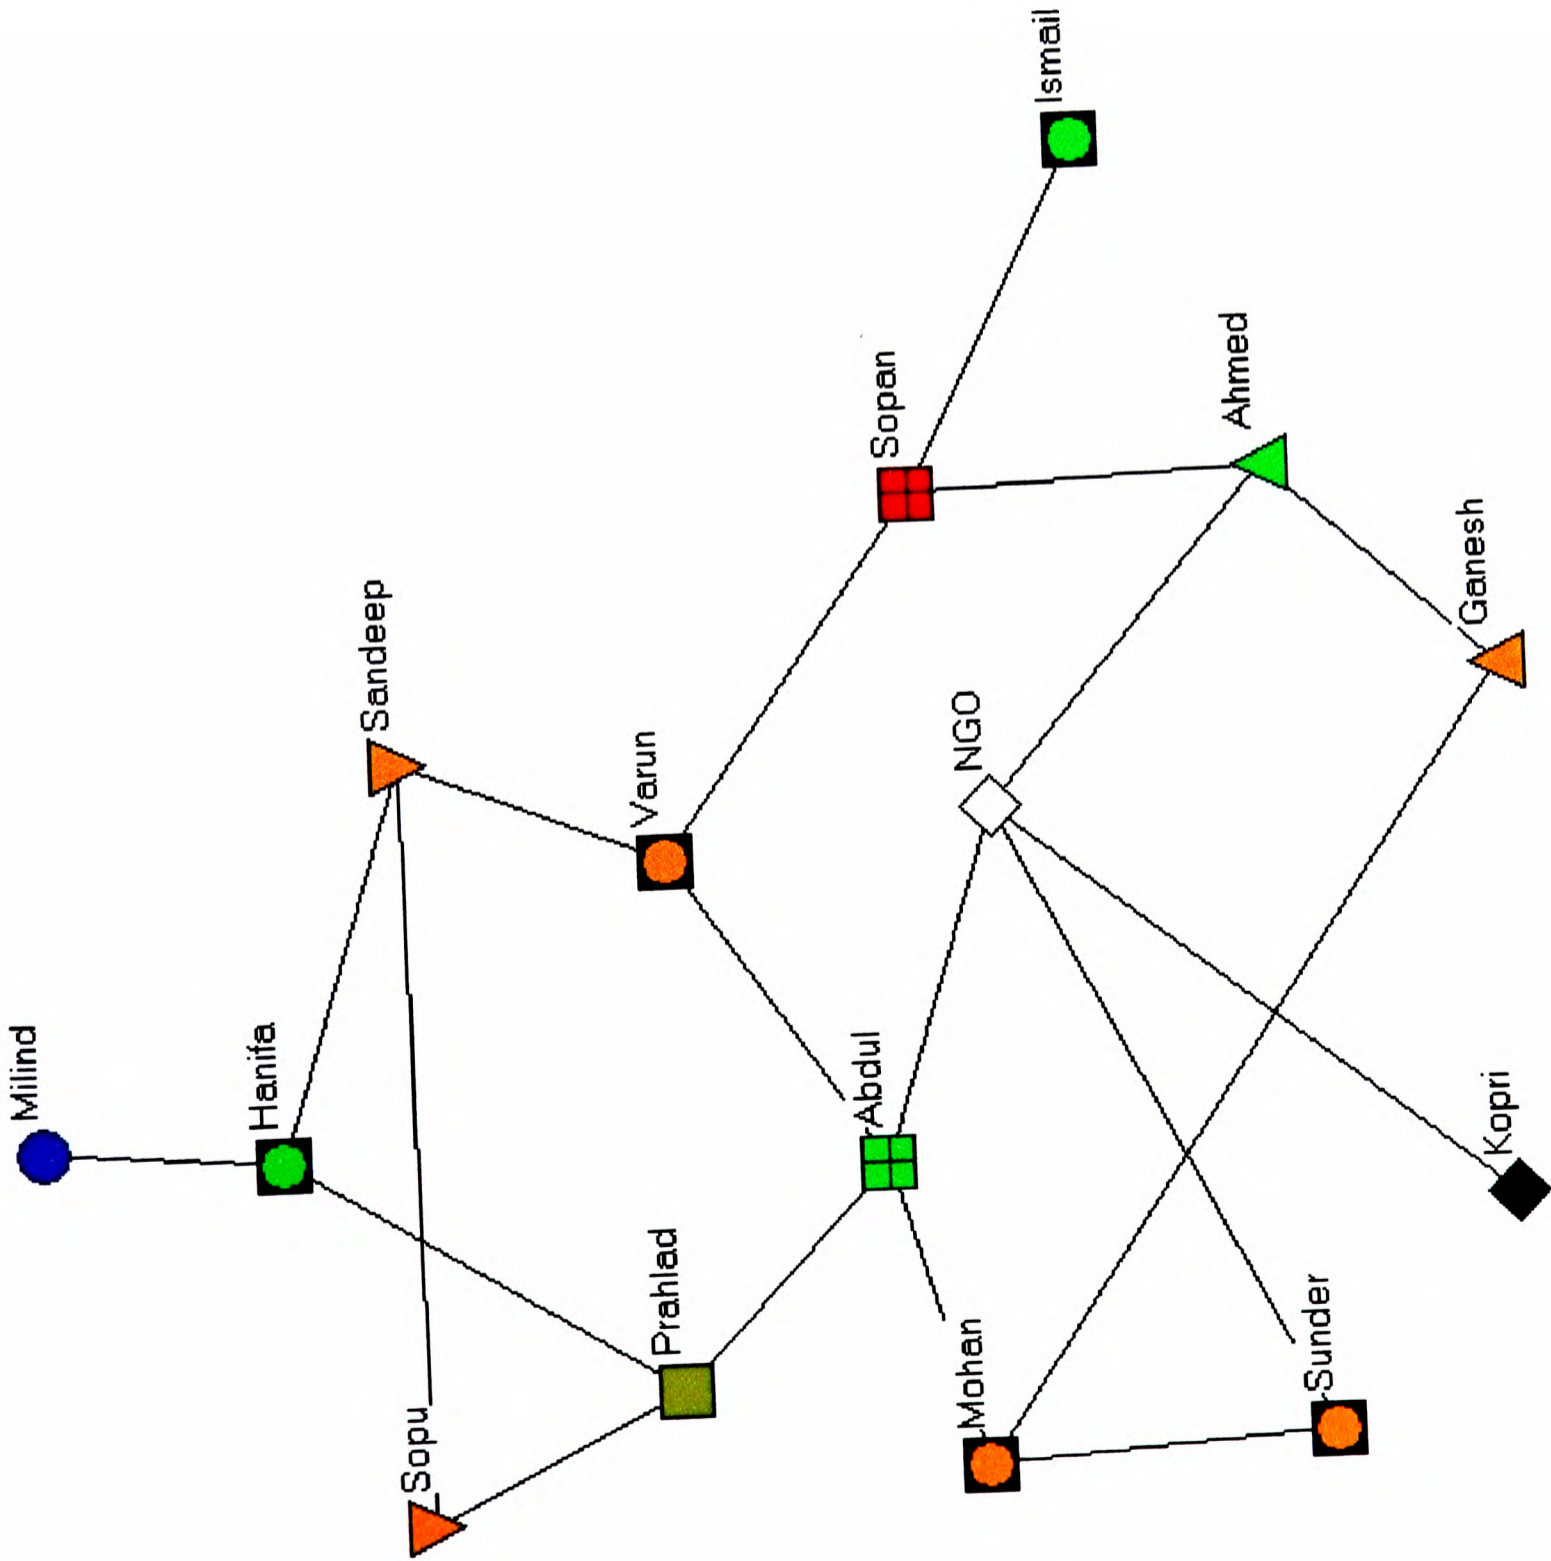 Milind
Hanifa
Sandeep
Sopu
Prahlad
Varun
Abdul
Sopan
Ismail
NGO
Mohan
Ahmed
Sunder
Ganesh
Kopri